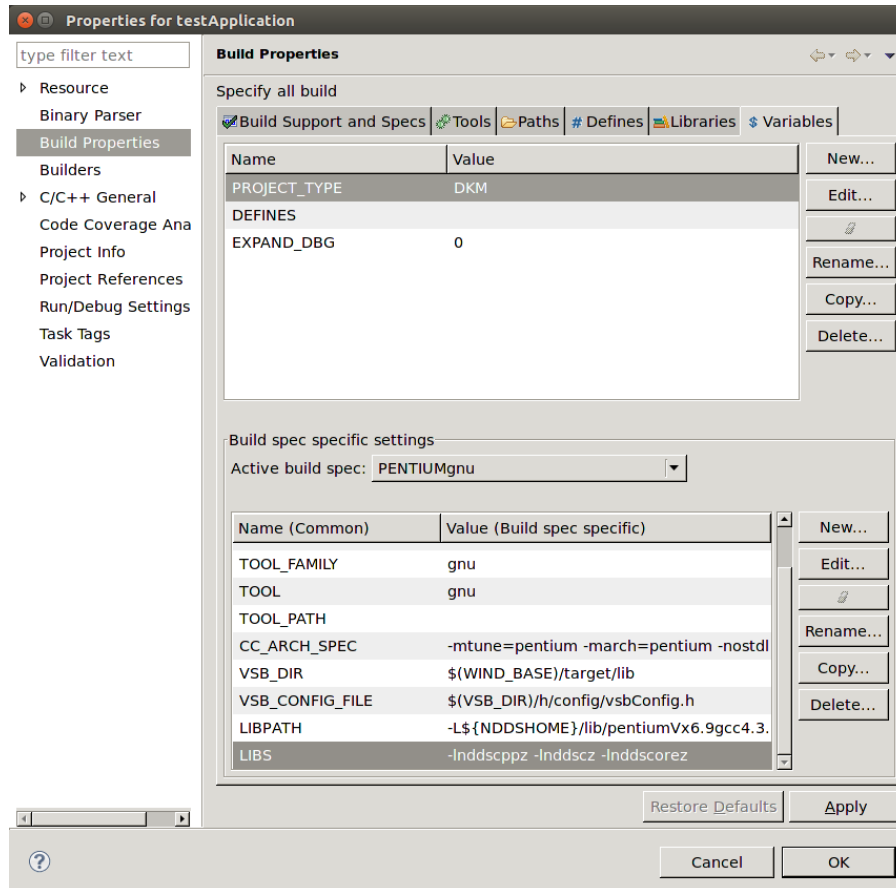 Properties for testApplication
type filter text
Resource
Binary Parser
Build Properties
Builders
C/C++ General
Code Coverage Ana
Project Info
Project References
Run/Debug Settings
Task Tags
Validation
Build Properties
Specify all build
Build Support and Specs Tools Paths # Defines Libraries $ Variables
Name Value
PROJECT_TYPE DKM
DEFINES
EXPAND_DBG 0
New...
Edit...
Rename...
Copy...
Delete...
Build spec specific settings
Active build spec: PENTIUMgnu
Name (Common) Value (Build spec specific)
TOOL_FAMILY gnu
TOOL gnu
TOOL_PATH
CC_ARCH_SPEC -mtune=pentium -march=pentium -nostdl
VSB_DIR $(WIND_BASE)/target/lib
VSB_CONFIG_FILE $(VSB_DIR)/h/config/vsbConfig.h
LIBPATH -L${NDDSHOME}/lib/pentiumVx6.9gcc4.3.
LIBS -lnddscppz -lnddscz -lnddscorez
New...
Edit...
Rename...
Copy...
Delete...
Restore Defaults Apply
? Cancel OK